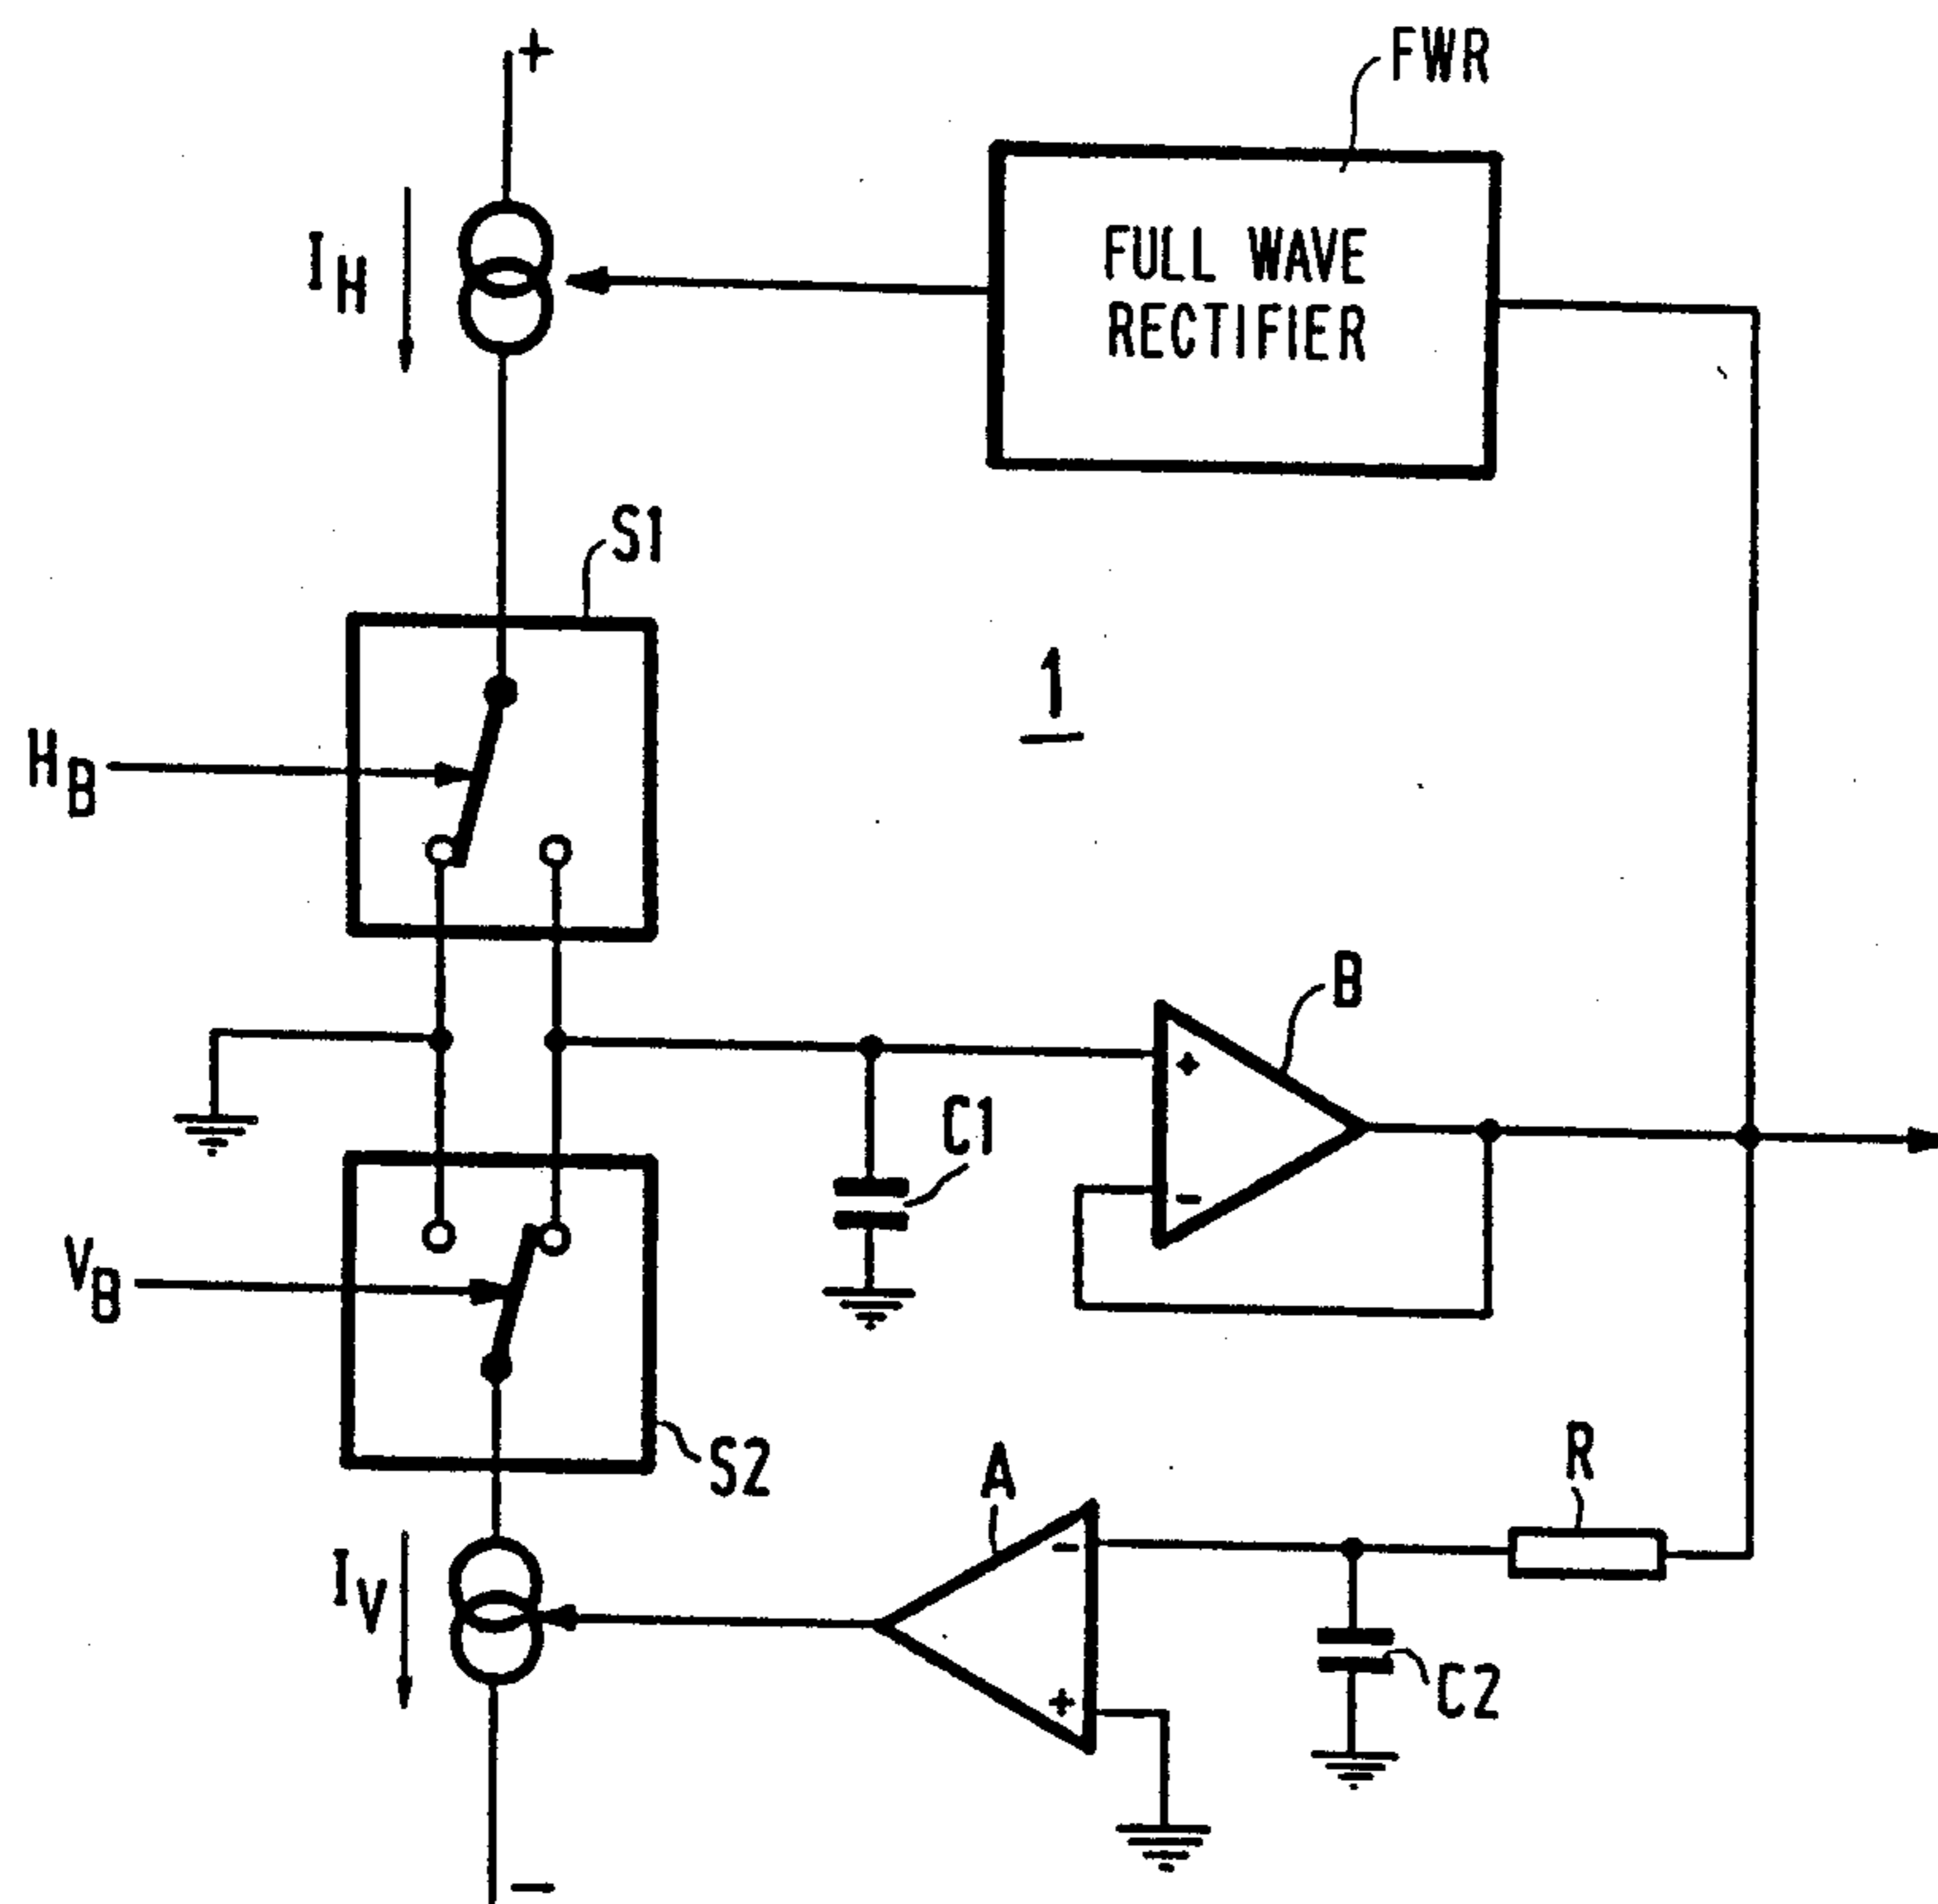 +
FWR
FULL WAVE
RECTIFIER
I_H
S1
1
H_B
B
+
C1
-
V_B
S2
A
R
-
I_V
C2
+
-